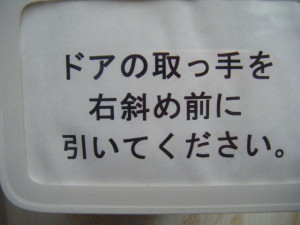 ドアの取っ手を
右斜め前に
引いてください。